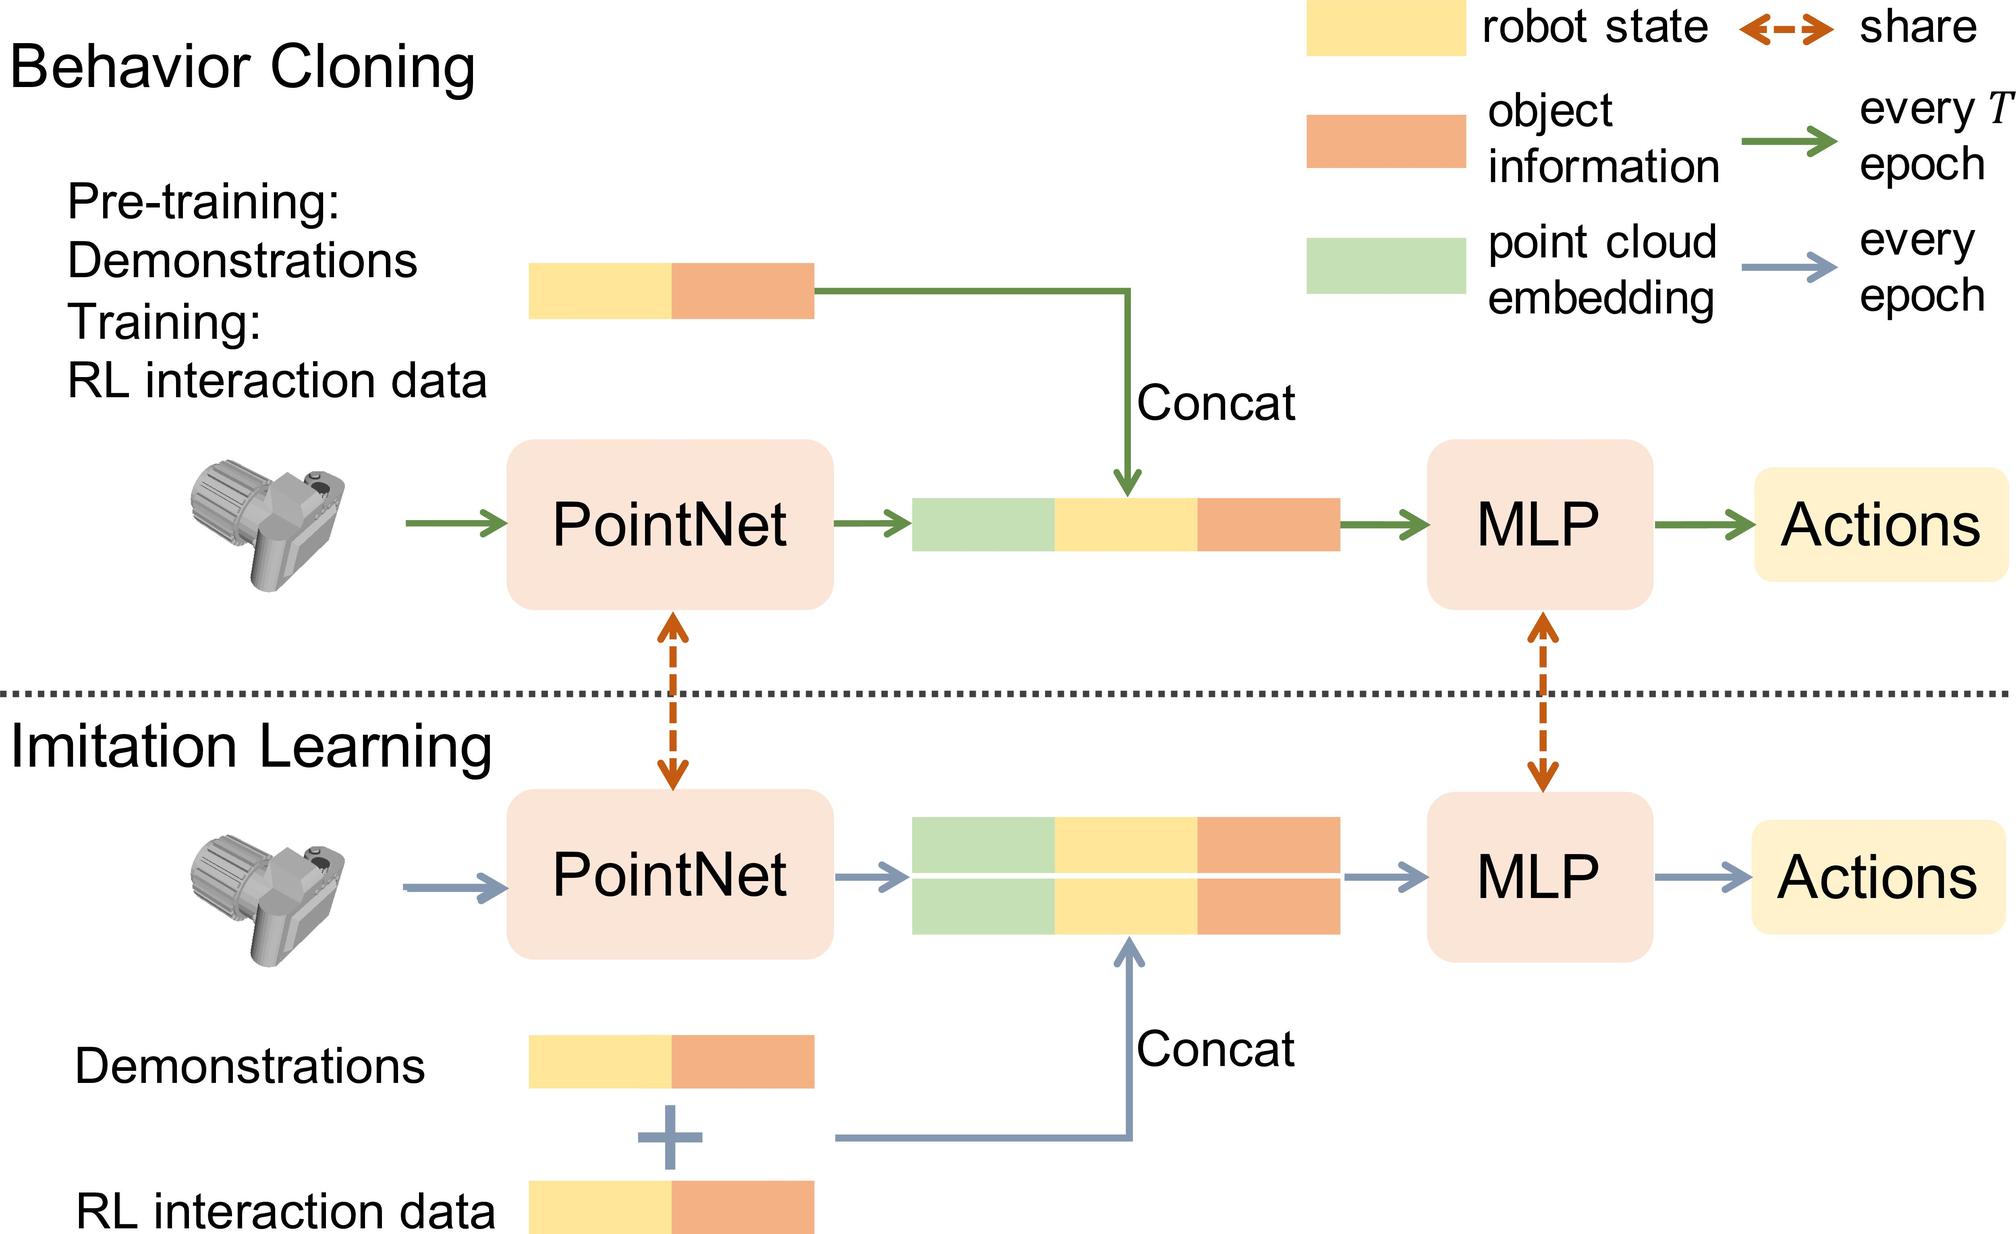 Behavior Cloning
robot state
share
object
information
every T
epoch
point cloud
embedding
every
epoch
Pre-training:
Demonstrations
Training:
RL interaction data
Concat
PointNet
MLP
Actions
Imitation Learning
PointNet
MLP
Actions
Demonstrations
Concat
RL interaction data